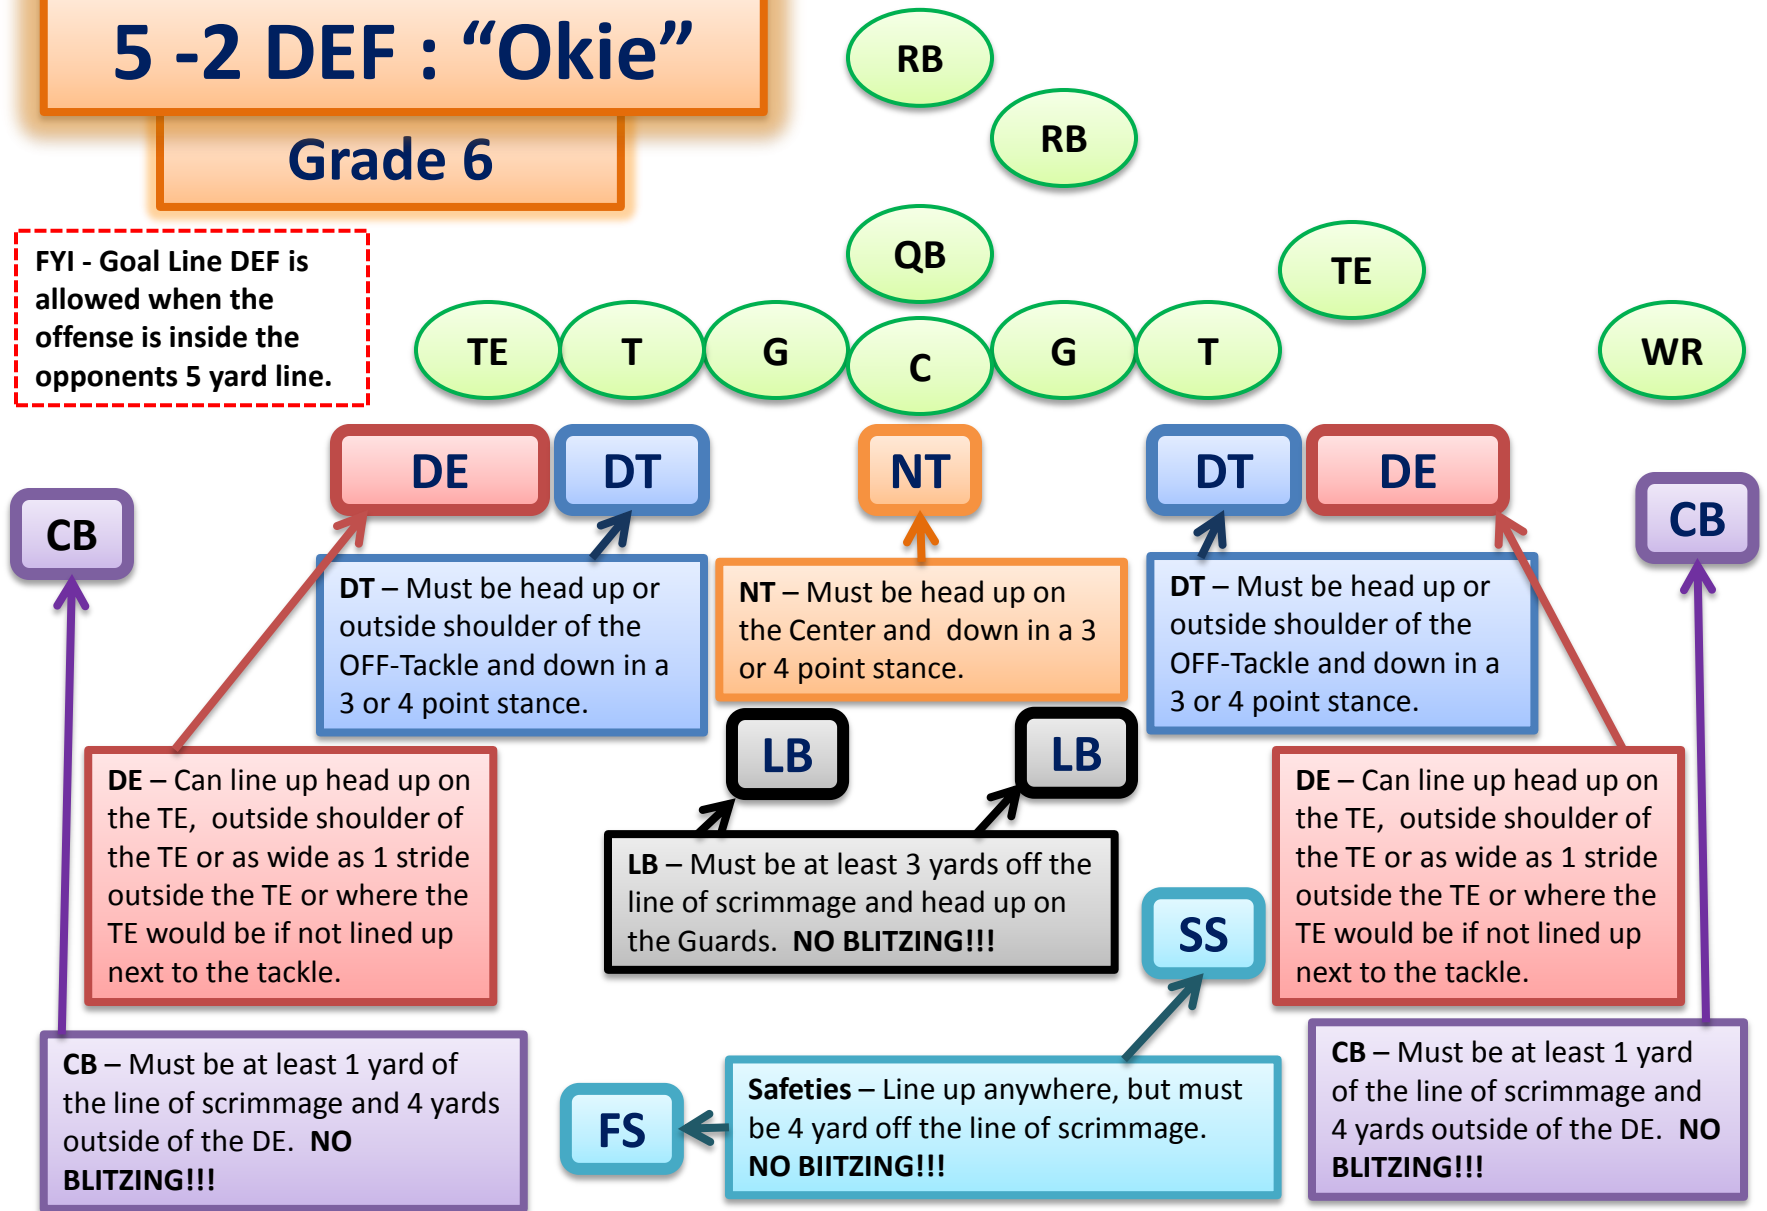 5 -2 DEF : “Okie”
Grade 6
RB
RB
QB
TE
FYI - Goal Line DEF is
allowed when the
offense is inside the
opponents 5 yard line.
TE
T
G
C
G
T
WR
DE
DT
NT
DT
DE
CB
CB
DT – Must be head up or
outside shoulder of the
OFF-Tackle and down in a
3 or 4 point stance.
NT – Must be head up on
the Center and down in a 3
or 4 point stance.
DT – Must be head up or
outside shoulder of the
OFF-Tackle and down in a
3 or 4 point stance.
LB
LB
DE – Can line up head up on
the TE, outside shoulder of
the TE or as wide as 1 stride
outside the TE or where the
TE would be if not lined up
next to the tackle.
LB – Must be at least 3 yards off the
line of scrimmage and head up on
the Guards. NO BLITZING!!!
SS
DE – Can line up head up on
the TE, outside shoulder of
the TE or as wide as 1 stride
outside the TE or where the
TE would be if not lined up
next to the tackle.
CB – Must be at least 1 yard of
the line of scrimmage and 4 yards
outside of the DE. NO
BLITZING!!!
FS
Safeties – Line up anywhere, but must
be 4 yard off the line of scrimmage.
NO BIITZING!!!
CB – Must be at least 1 yard
of the line of scrimmage and
4 yards outside of the DE. NO
BLITZING!!!